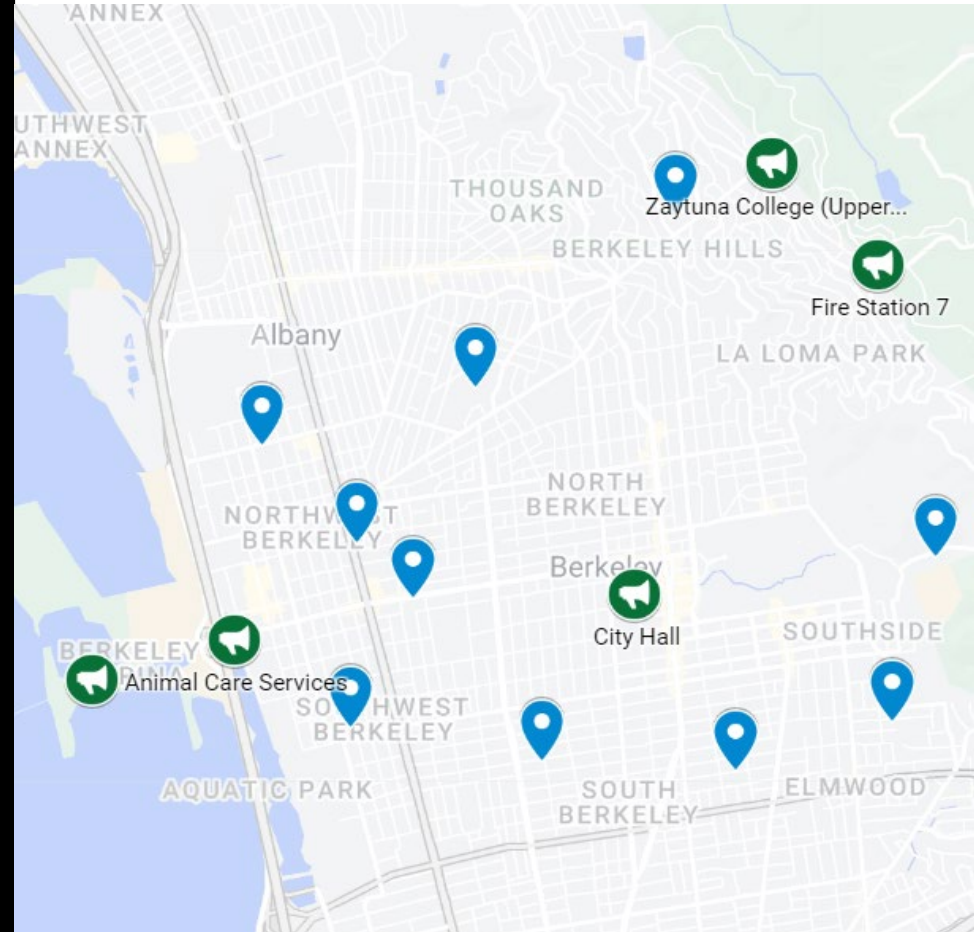 ANNEX
UTHWEST
ANNEX
THOUSAND
OAKS
Zaytuna College (Upper...
BERKELEY HILLS
Fire Station 7
Albany
LA LOMA PARK
NORTH
BERKELEY
NORTHWEST
BERKELEY
Berkeley
City Hall
SOUTHSIDE
BERKELEY
Animal Care Services
SOUTHWEST
BERKELEY
AQUATIC PARK
SOUTH
BERKELEY
ELMWOOD